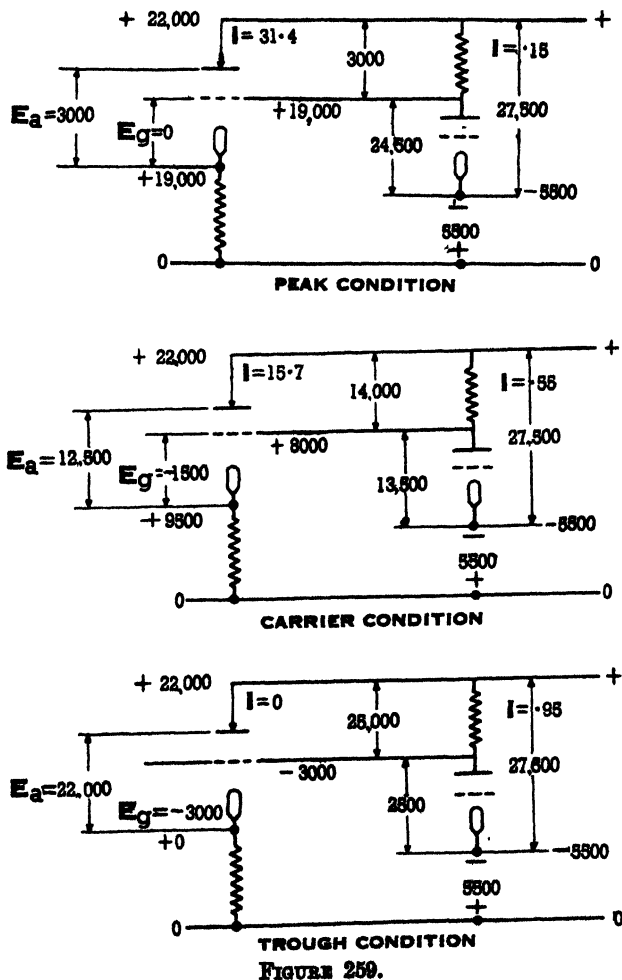 + 22,000 +
I = 31·4
3000
I = ·15
Ea=3000
Eg=0
+19,000
27,500
24,500
+19,000
-5500
5500
+
0 0
PEAK CONDITION
+ 22,000 +
I=15·7
14,000
I=·55
Ea=12,500
Eg=-1500
+ 8000
27,500
13,500
+ 9500
-5500
5500
+
0 0
CARRIER CONDITION
+ 22,000 +
I=0
25,000
I=·95
Ea=22,000
- 3000
27,500
Eg=-3000
2500
+0
-5500
5500
+
0 0
TROUGH CONDITION
FIGURE 259.